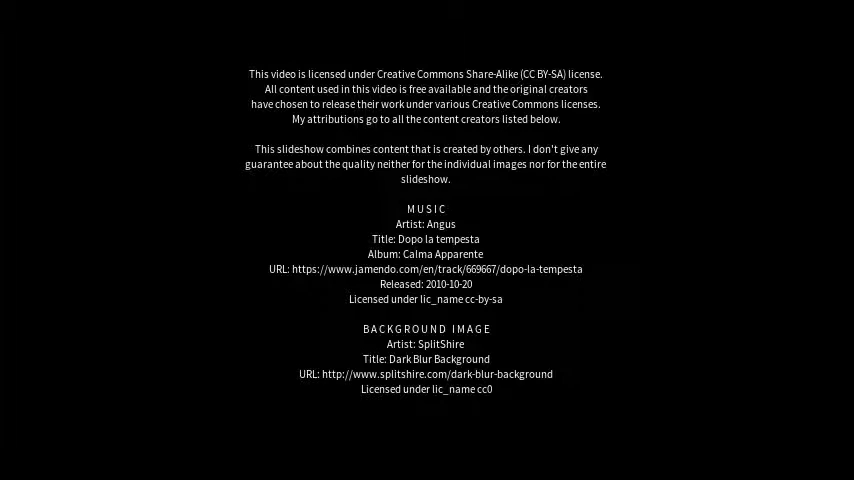 This video is licensed under Creative Commons Share-Alike (CC BY-SA) license.
All content used in this video is free available and the original creators
have chosen to release their work under various Creative Commons licenses.
My attributions go to all the content creators listed below.
This slideshow combines content that is created by others. I don't give any
guarantee about the quality neither for the individual images nor for the entire
slideshow.
MUSIC
Artist: Angus
Title: Dopo la tempesta
Album: Calma Apparente
URL: https://www.jamendo.com/en/track/669667/dopo-la-tempesta
Released: 2010-10-20
Licensed under lic_name cc-by-sa
BACKGROUND IMAGE
Artist: SplitShire
Title: Dark Blur Background
URL: http://www.splitshire.com/dark-blur-background
Licensed under lic_name cc0